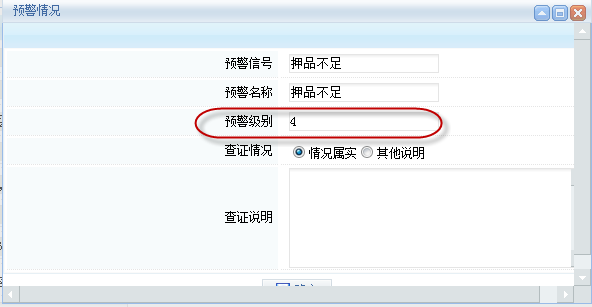 预警情况
预警信号 押品不足
预警名称 押品不足
预警级别 4
查证情况 情况属实 其他说明
查证说明